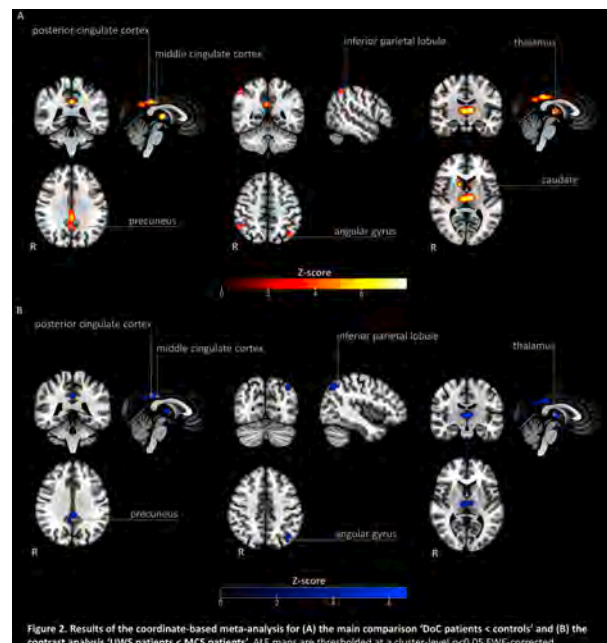 A
posterior cingulate cortex
middle cingulate cortex
inferior parietal lobule
thalamus
precuneus
angular gyrus
caudate
R
R
R
Z-score
0
B
posterior cingulate cortex
middle cingulate cortex
inferior parietal lobule
thalamus
precuneus
angular gyrus
R
R
R
Z-score
Figure 2. Results of the coordinate-based meta-analysis for (A) the main comparison 'DoC patients < controls' and (B) the
contrast analysis 'UWS patients < MCS patients'. ALE maps are thresholded at a cluster-level p<0.05 FWE-corrected